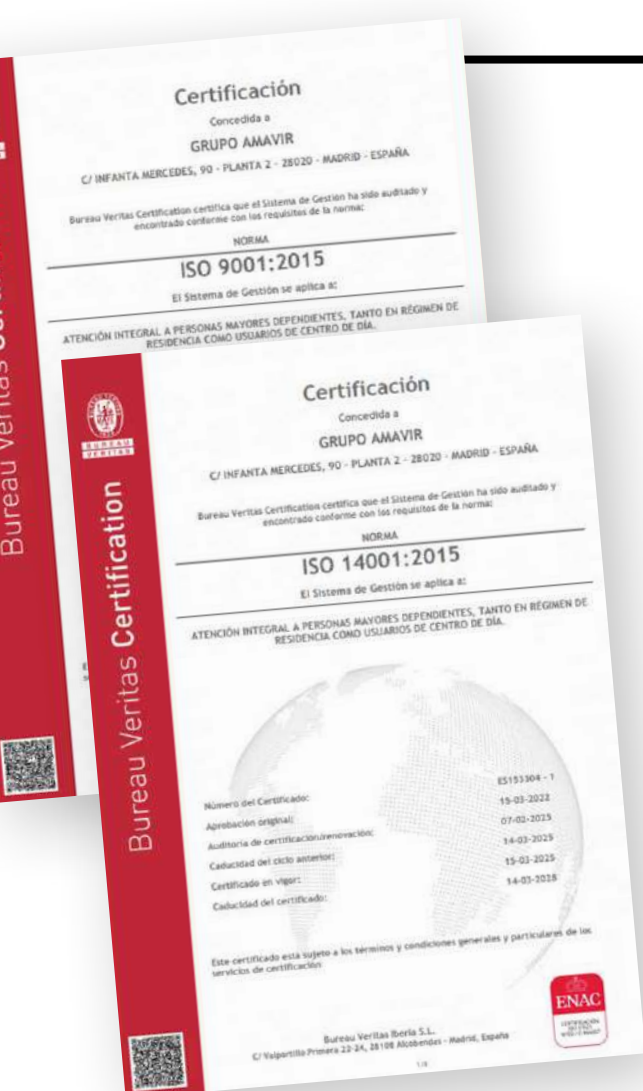 Certificación
Concedida a
GRUPO AMAVIR
C/ INFANTA MERCEDES, 90 - PLANTA 2 - 28020 - MADRID - ESPAÑA
Bureau Veritas Certification certifica que el Sistema de Gestión ha sido auditado y
encontrado conforme con los requisitos de la norma:
NORMA
ISO 9001:2015
El Sistema de Gestión se aplica a:
ATENCIÓN INTEGRAL A PERSONAS MAYORES DEPENDIENTES, TANTO EN RÉGIMEN DE
RESIDENCIA COMO USUARIOS DE CENTRO DE DÍA.
Bureau Veritas
BUREAU
VERITAS
Bureau Veritas Certification
Certificación
Concedida a
GRUPO AMAVIR
C/ INFANTA MERCEDES, 90 - PLANTA 2 - 28020 - MADRID - ESPAÑA
Bureau Veritas Certification certifica que el Sistema de Gestión ha sido auditado y
encontrado conforme con los requisitos de la norma:
NORMA
ISO 14001:2015
El Sistema de Gestión se aplica a:
ATENCIÓN INTEGRAL A PERSONAS MAYORES DEPENDIENTES, TANTO EN RÉGIMEN DE
RESIDENCIA COMO USUARIOS DE CENTRO DE DÍA.
Número del Certificado: ES153304 - 1
Aprobación original: 15-03-2022
Auditoría de certificación/renovación: 07-02-2025
Caducidad del ciclo anterior: 14-03-2025
Certificado en vigor: 15-03-2025
Caducidad del certificado: 14-03-2028
Este certificado está sujeto a los términos y condiciones generales y particulares de los
servicios de certificación
ENAC
Bureau Veritas Iberia S.L.
C/ Valportillo Primera 22-24, 28108 Alcobendas - Madrid, España